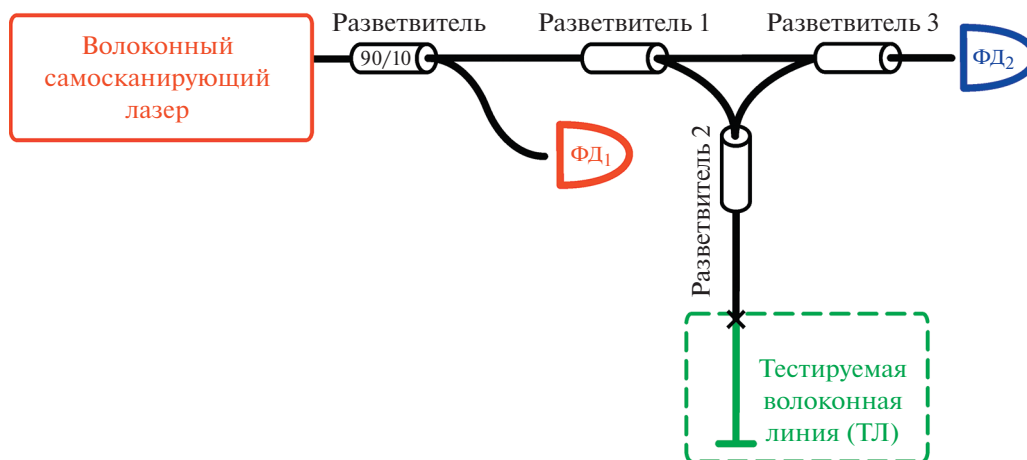 Разветвитель
Разветвитель 1
Разветвитель 3
Волоконный
самосканирующий
лазер
90/10
ФД2
ФД1
Разветвитель 2
Тестируемая
волоконная
линия (ТЛ)